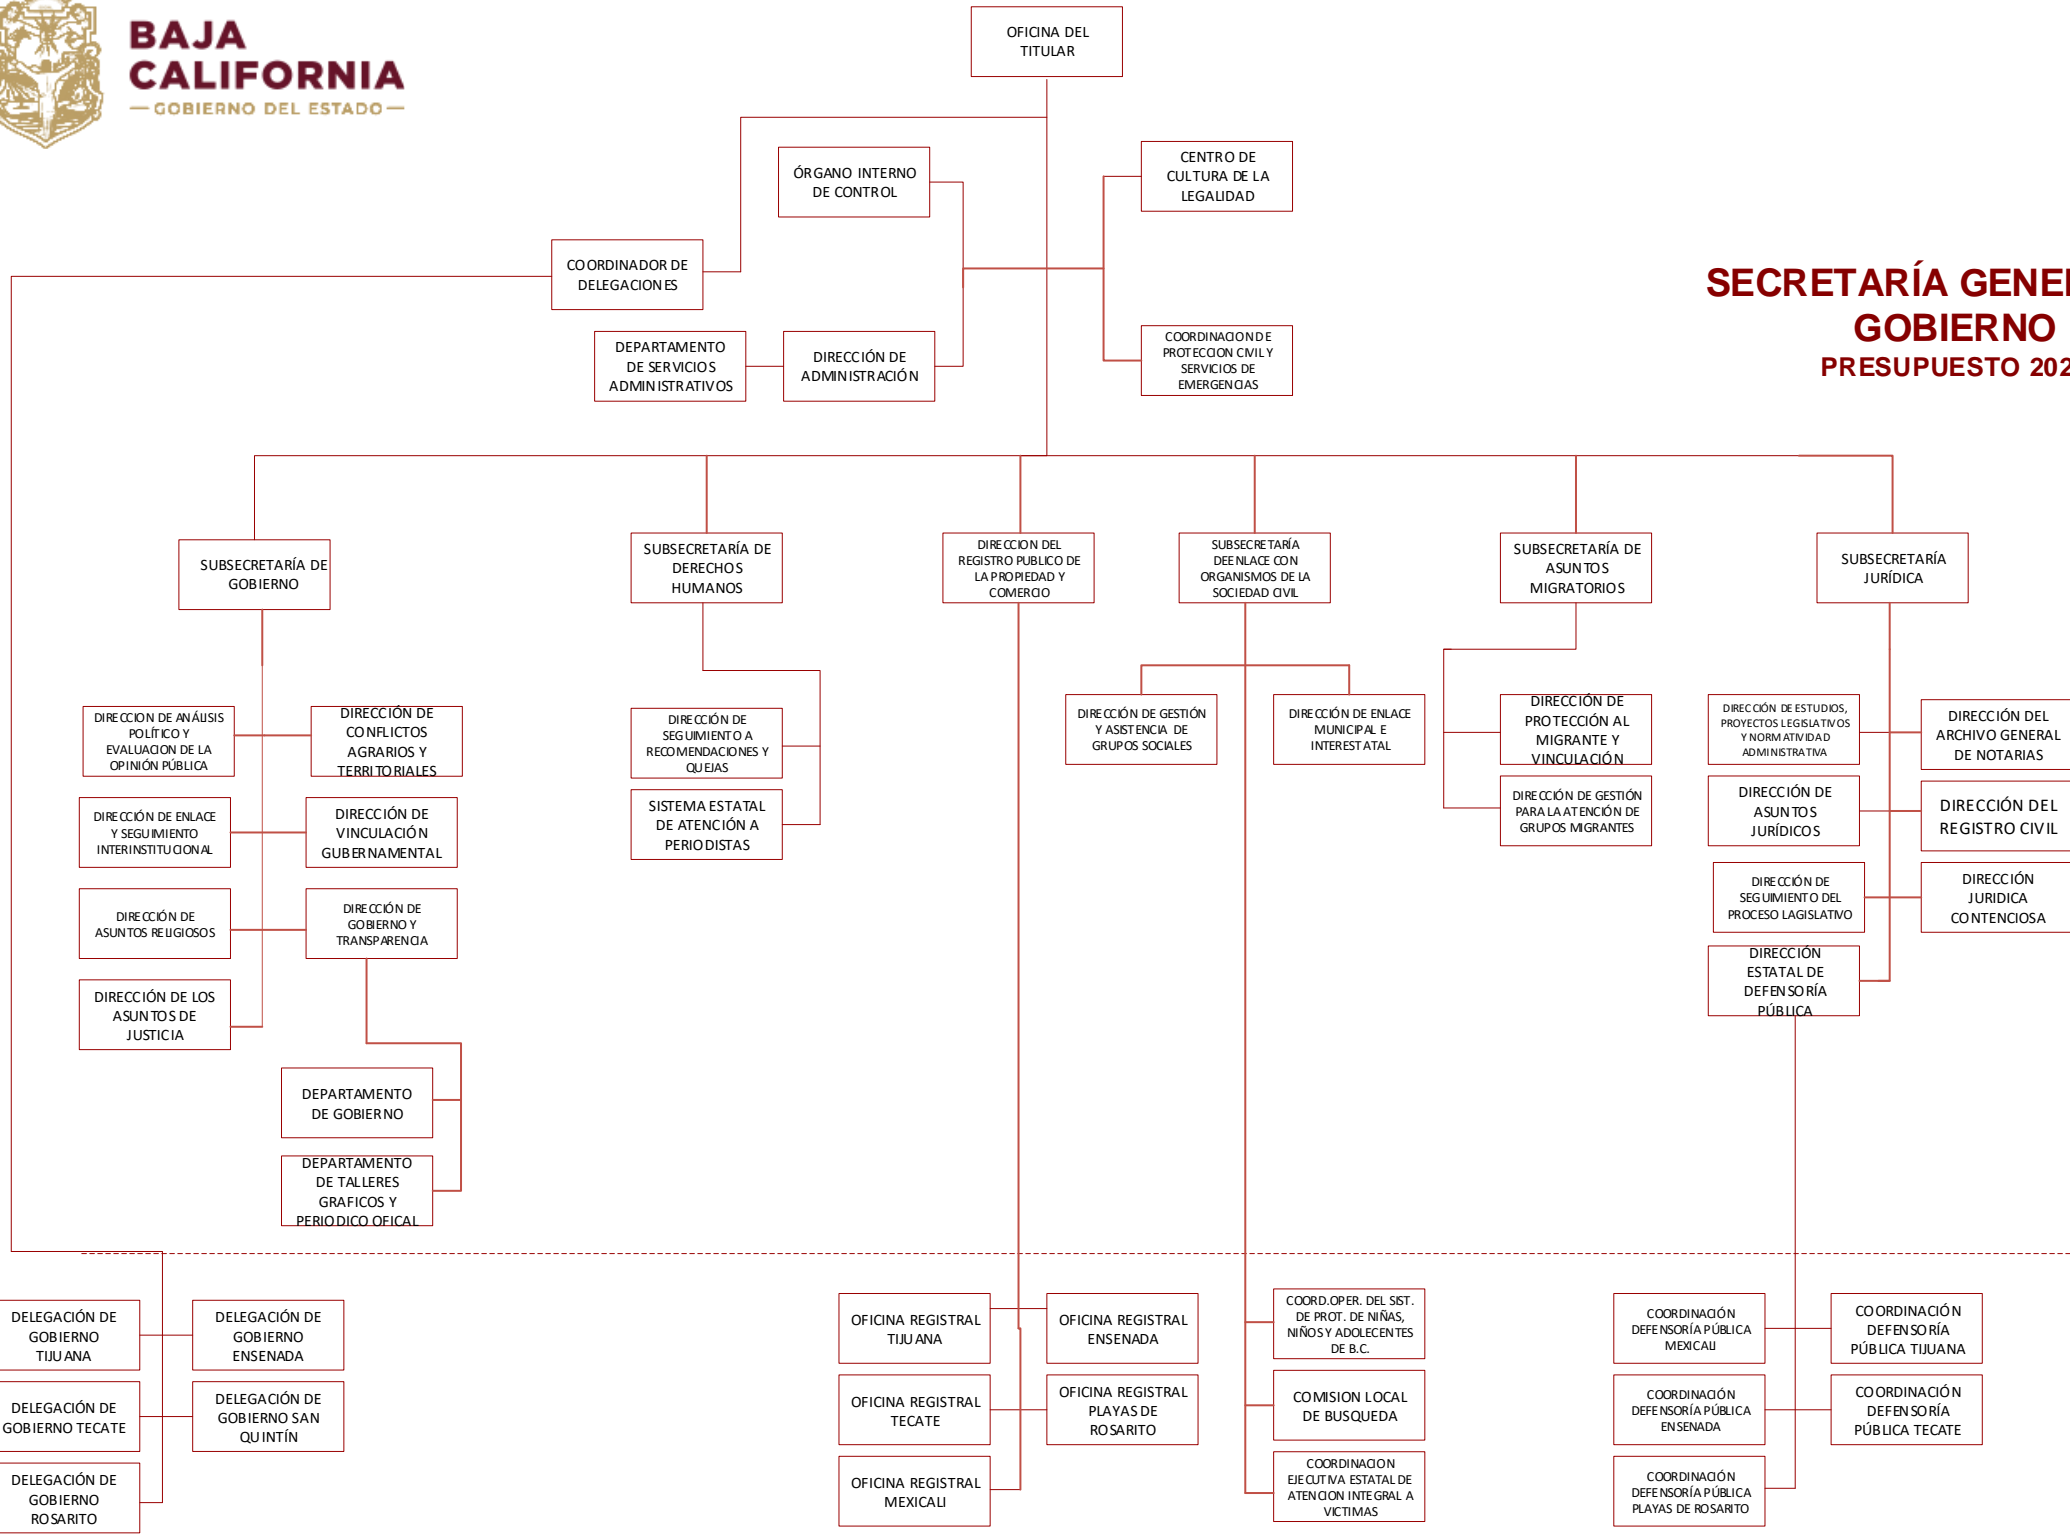 BAJA
CALIFORNIA
GOBIERNO DEL ESTADO
OFICINA DEL
TITULAR
ÓRGANO INTERNO
DE CONTROL
CENTRO DE
CULTURA DE LA
LEGALIDAD
COORDINADOR DE
DELEGACIONES
SECRETARÍA GENE
GOBIERNO
PRESUPUESTO 202
DEPARTAMENTO
DE SERVICIOS
ADMINISTRATIVOS
DIRECCIÓN DE
ADMINISTRACIÓN
COORDINACION DE
PROTECCION CIVIL Y
SERVICIOS DE
EMERGENCIAS
SUBSECRETARÍA DE
GOBIERNO
SUBSECRETARÍA DE
DERECHOS
HUMANOS
DIRECCION DEL
REGISTRO PUBLICO DE
LA PROPIEDAD Y
COMERCIO
SUBSECRETARÍA
DEENLACE CON
ORGANISMOS DE LA
SOCIEDAD CIVIL
SUBSECRETARÍA DE
ASUNTOS
MIGRATORIOS
SUBSECRETARÍA
JURÍDICA
DIRECCION DE ANÁLISIS
POLÍTICO Y
EVALUACION DE LA
OPINIÓN PÚBLICA
DIRECCIÓN DE
CONFLICTOS
AGRARIOS Y
TERRITORIALES
DIRECCIÓN DE
SEGUIMIENTO A
RECOMENDACIONES Y
QUEJAS
DIRECCIÓN DE GESTIÓN
Y ASISTENCIA DE
GRUPOS SOCIALES
DIRECCIÓN DE ENLACE
MUNICIPAL E
INTERESTATAL
DIRECCIÓN DE
PROTECCIÓN AL
MIGRANTE Y
VINCULACIÓN
DIRECCIÓN DE ESTUDIOS,
PROYECTOS LEGISLATIVOS
Y NORMATIVIDAD
ADMINISTRATIVA
DIRECCIÓN DEL
ARCHIVO GENERAL
DE NOTARIAS
DIRECCIÓN DE ENLACE
Y SEGUIMIENTO
INTERINSTITUCIONAL
DIRECCIÓN DE
VINCULACIÓN
GUBERNAMENTAL
SISTEMA ESTATAL
DE ATENCIÓN A
PERIODISTAS
DIRECCIÓN DE GESTIÓN
PARA LA ATENCIÓN DE
GRUPOS MIGRANTES
DIRECCIÓN DE
ASUNTOS
JURÍDICOS
DIRECCIÓN DEL
REGISTRO CIVIL
DIRECCIÓN DE
ASUNTOS RELIGIOSOS
DIRECCIÓN DE
GOBIERNO Y
TRANSPARENCIA
DIRECCIÓN DE
SEGUIMIENTO DEL
PROCESO LAGISLATIVO
DIRECCIÓN
JURIDICA
CONTENCIOSA
DIRECCIÓN DE LOS
ASUNTOS DE
JUSTICIA
DIRECCIÓN
ESTATAL DE
DEFENSORÍA
PÚBLICA
DEPARTAMENTO
DE GOBIERNO
DEPARTAMENTO
DE TALLERES
GRAFICOS Y
PERIODICO OFICAL
DELEGACIÓN DE
GOBIERNO
TIJUANA
DELEGACIÓN DE
GOBIERNO
ENSENADA
OFICINA REGISTRAL
TIJUANA
OFICINA REGISTRAL
ENSENADA
COORD.OPER. DEL SIST.
DE PROT. DE NIÑAS,
NIÑOS Y ADOLECENTES
DE B.C.
COORDINACIÓN
DEFENSORÍA PÚBLICA
MEXICALI
COORDINACIÓN
DEFENSORÍA
PÚBLICA TIJUANA
DELEGACIÓN DE
GOBIERNO TECATE
DELEGACIÓN DE
GOBIERNO SAN
QUINTÍN
OFICINA REGISTRAL
TECATE
OFICINA REGISTRAL
PLAYAS DE
ROSARITO
COMISION LOCAL
DE BUSQUEDA
COORDINACIÓN
DEFENSORÍA PÚBLICA
ENSENADA
COORDINACIÓN
DEFENSORÍA
PÚBLICA TECATE
DELEGACIÓN DE
GOBIERNO
ROSARITO
OFICINA REGISTRAL
MEXICALI
COORDINACION
EJECUTIVA ESTATAL DE
ATENCION INTEGRAL A
VICTIMAS
COORDINACIÓN
DEFENSORÍA PÚBLICA
PLAYAS DE ROSARITO